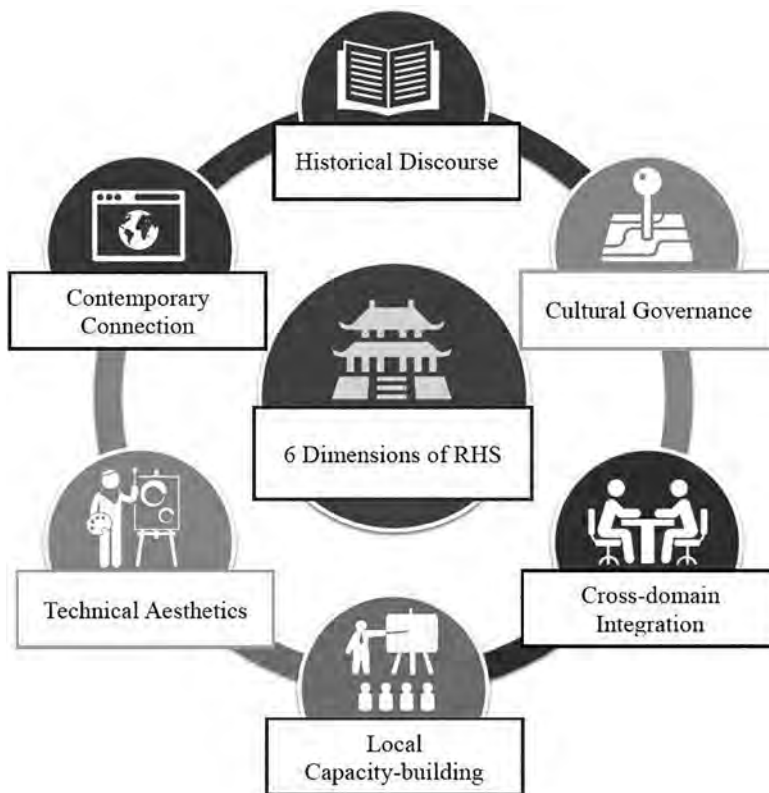 Historical Discourse
Contemporary
Connection
Cultural Governance
6 Dimensions of RHS
Technical Aesthetics
Cross-domain
Integration
Local
Capacity-building